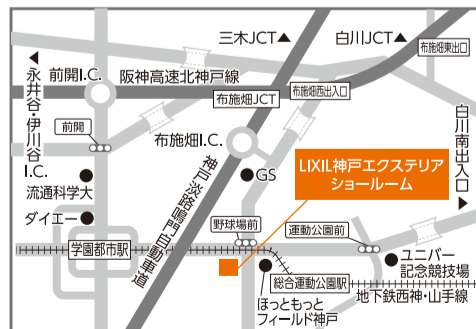 三木JCT▲
白川JCT▲
布施畑東出入口
▲永井谷・伊川谷I.C.
前開I.C.
阪神高速北神戸線
布施畑JCT
布施畑西出入口
白川南出入口▼
前開
布施畑I.C.
流通科学大
GS
LIXIL神戸エクステリア
ショールーム
ダイエー
神戸淡路鳴門自動車道
野球場前
運動公園前
学園都市駅
ユニバー
記念競技場
総合運動公園駅
ほっともっと
フィールド神戸
地下鉄西神・山手線